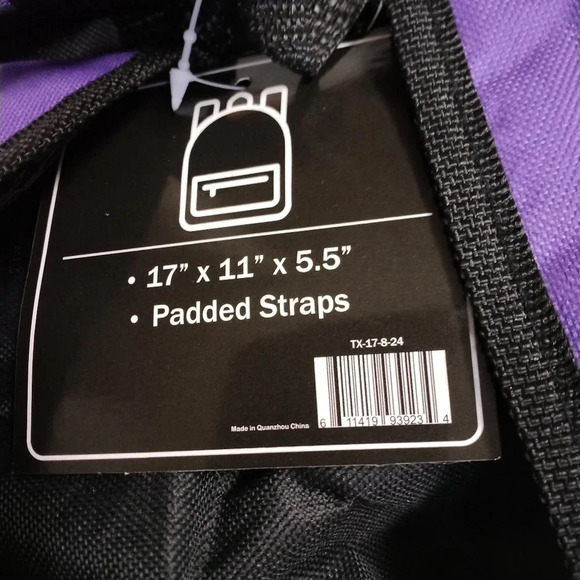 • 17” x 11” x 5.5”
• Padded Straps
TX-17-8-24
Made in Quanzhou China
6 11419 93923 4